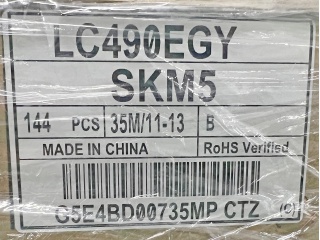 LC490EGY
SKM5
144 PCS 35M/11-13 B
MADE IN CHINA RoHS Verified
C5E4BD00735MP CTZ (C)